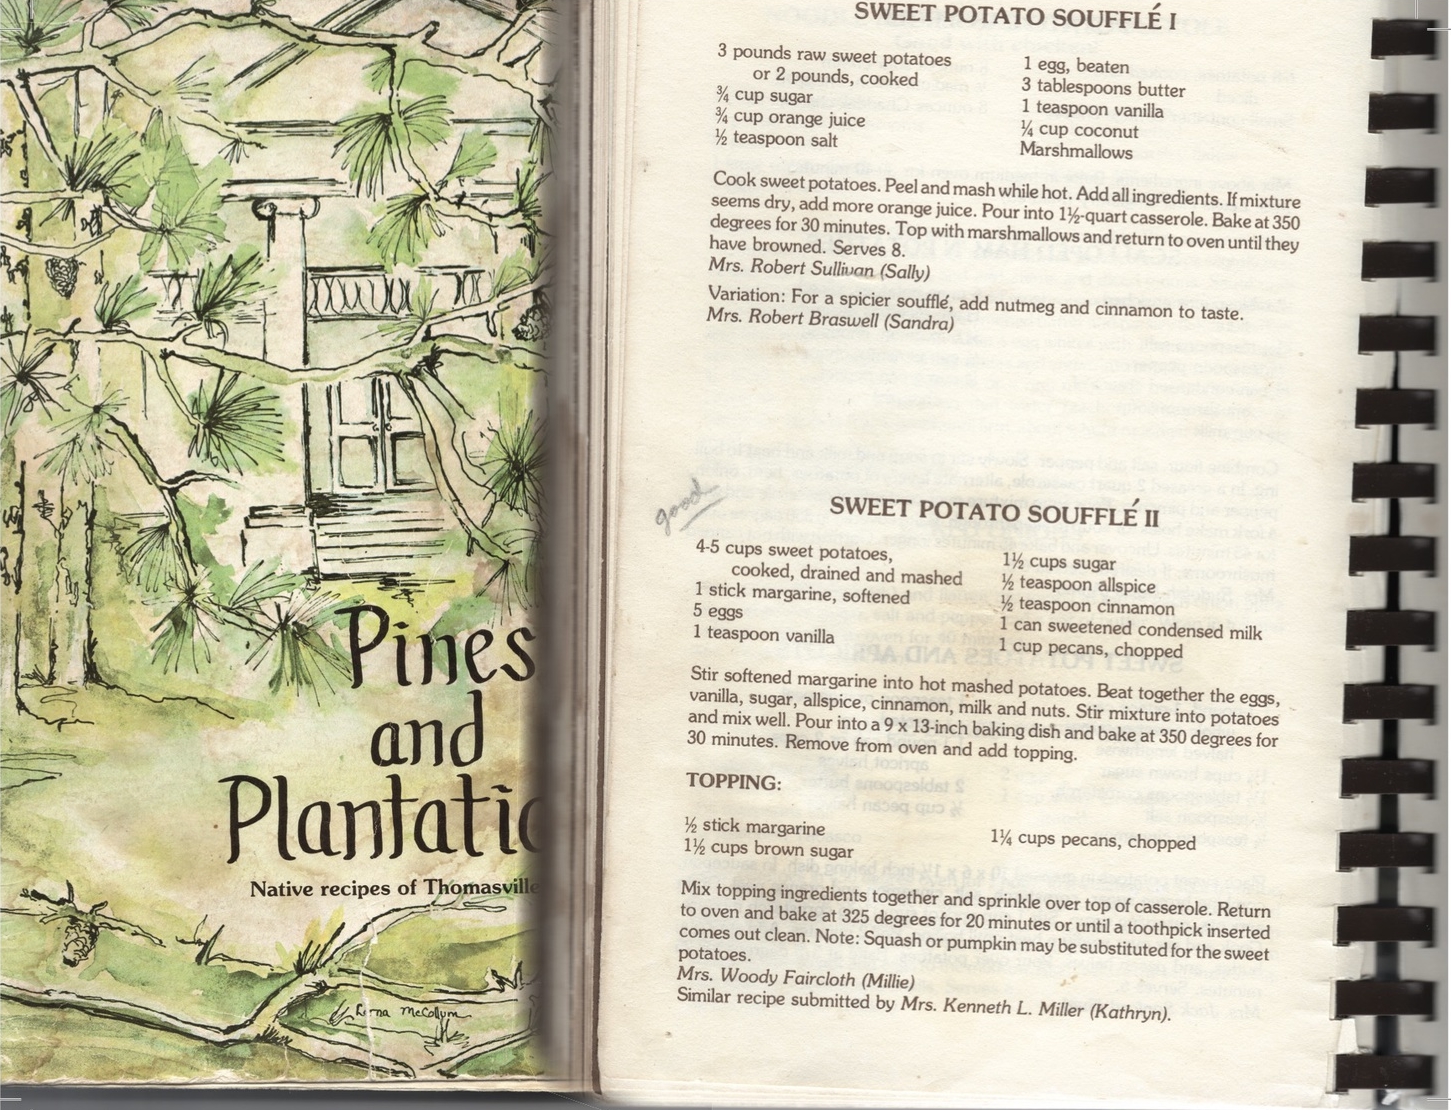 Pines
and
Plantatio
Native recipes of Thomasville
Lorna McCollum
SWEET POTATO SOUFFLÉ I
3 pounds raw sweet potatoes
or 2 pounds, cooked
¾ cup sugar
¾ cup orange juice
½ teaspoon salt
1 egg, beaten
3 tablespoons butter
1 teaspoon vanilla
¼ cup coconut
Marshmallows
Cook sweet potatoes. Peel and mash while hot. Add all ingredients. If mixture
seems dry, add more orange juice. Pour into 1½-quart casserole. Bake at 350
degrees for 30 minutes. Top with marshmallows and return to oven until they
have browned. Serves 8.
Mrs. Robert Sullivan (Sally)
Variation: For a spicier soufflé, add nutmeg and cinnamon to taste.
Mrs. Robert Braswell (Sandra)
good
SWEET POTATO SOUFFLÉ II
4-5 cups sweet potatoes,
cooked, drained and mashed
1 stick margarine, softened
5 eggs
1 teaspoon vanilla
1½ cups sugar
½ teaspoon allspice
½ teaspoon cinnamon
1 can sweetened condensed milk
1 cup pecans, chopped
Stir softened margarine into hot mashed potatoes. Beat together the eggs,
vanilla, sugar, allspice, cinnamon, milk and nuts. Stir mixture into potatoes
and mix well. Pour into a 9 x 13-inch baking dish and bake at 350 degrees for
30 minutes. Remove from oven and add topping.
TOPPING:
½ stick margarine
1½ cups brown sugar
1¼ cups pecans, chopped
Mix topping ingredients together and sprinkle over top of casserole. Return
to oven and bake at 325 degrees for 20 minutes or until a toothpick inserted
comes out clean. Note: Squash or pumpkin may be substituted for the sweet
potatoes.
Mrs. Woody Faircloth (Millie)
Similar recipe submitted by Mrs. Kenneth L. Miller (Kathryn).